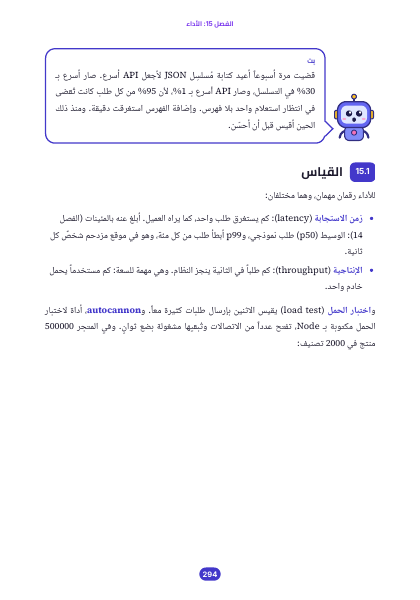 الفصل 15: الأداء
بت
قضيت مرة أسبوعاً أعيد كتابة مُسلسِل JSON لأجعل API أسرع. صار أسرع بـ
30% في التسلسل، وصار API أسرع بـ 1%، لأن 95% من كل طلب كانت تُقضى
في انتظار استعلام واحد بلا فهرس. وإضافة الفهرس استغرقت دقيقة. ومنذ ذلك
الحين أقيس قبل أن أحسّن.
15.1 القياس
للأداء رقمان مهمان، وهما مختلفان:
• زمن الاستجابة (latency): كم يستغرق طلب واحد، كما يراه العميل. أبلغ عنه بالمئينات (الفصل
14): الوسيط (p50) طلب نموذجي، وp99 أبطأ طلب من كل مئة، وهو في موقع مزدحم شخصٌ كل
ثانية.
• الإنتاجية (throughput): كم طلباً في الثانية ينجز النظام. وهي مهمة للسعة: كم مستخدماً يحمل
خادم واحد.
واختبار الحمل (load test) يقيس الاثنين بإرسال طلبات كثيرة معاً. وautocannon، أداة لاختبار
الحمل مكتوبة بـ Node، تفتح عدداً من الاتصالات وتُبقيها مشغولة بضع ثوانٍ. وفي المتجر 500000
منتج في 2000 تصنيف:
294